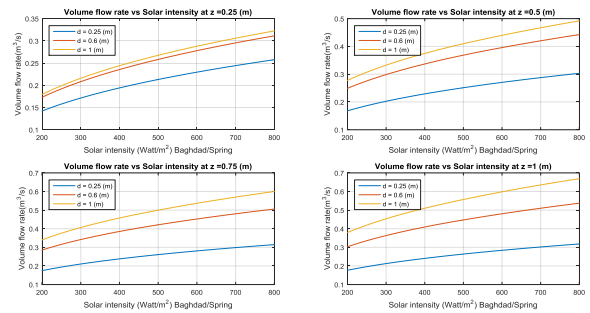 Volume flow rate vs Solar intensity at z =0.25 (m)
Volume flow rate(m³/s)
0.35
0.3
0.25
0.2
0.15
0.1
d = 0.25 (m)
d = 0.6 (m)
d = 1 (m)
200 300 400 500 600 700 800
Solar intensity (Watt/m²) Baghdad/Spring
Volume flow rate vs Solar intensity at z =0.5 (m)
Volume flow rate(m³/s)
0.5
0.4
0.3
0.2
0.1
d = 0.25 (m)
d = 0.6 (m)
d = 1 (m)
200 300 400 500 600 700 800
Solar intensity (Watt/m²) Baghdad/Spring
Volume flow rate vs Solar intensity at z =0.75 (m)
Volume flow rate(m³/s)
0.7
0.6
0.5
0.4
0.3
0.2
0.1
d = 0.25 (m)
d = 0.6 (m)
d = 1 (m)
200 300 400 500 600 700 800
Solar intensity (Watt/m²) Baghdad/Spring
Volume flow rate vs Solar intensity at z =1 (m)
Volume flow rate(m³/s)
0.7
0.6
0.5
0.4
0.3
0.2
0.1
d = 0.25 (m)
d = 0.6 (m)
d = 1 (m)
200 300 400 500 600 700 800
Solar intensity (Watt/m²) Baghdad/Spring